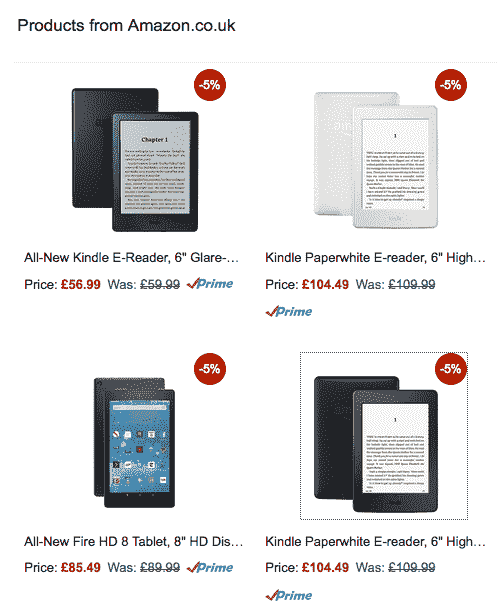 Products from Amazon.co.uk
-5%
-5%
Chapter 1
1
kindle
All-New Kindle E-Reader, 6" Glare-...
Kindle Paperwhite E-reader, 6" High...
Price: £56.99 Was: £59.99 Prime
Price: £104.49 Was: £109.99
Prime
-5%
-5%
1
All-New Fire HD 8 Tablet, 8" HD Dis...
Kindle Paperwhite E-reader, 6" High...
Price: £85.49 Was: £89.99 Prime
Price: £104.49 Was: £109.99
Prime